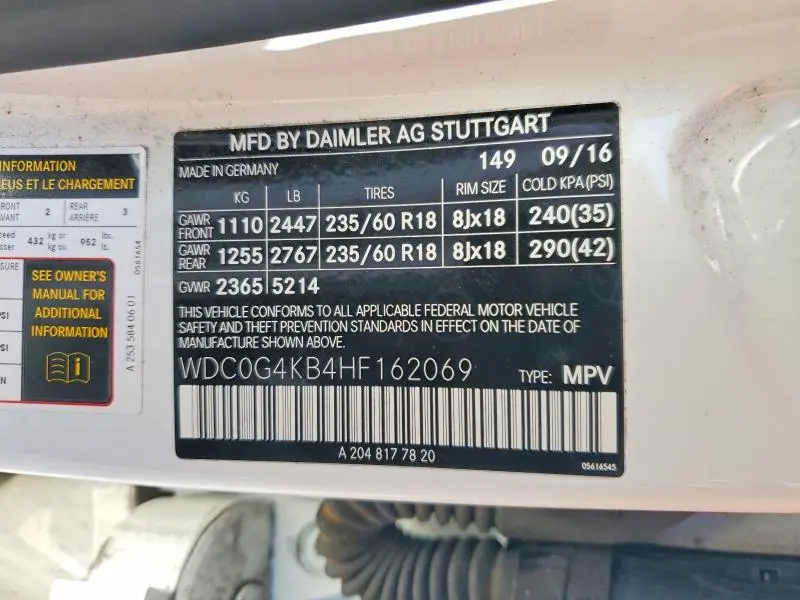 INFORMATION
EUS ET LE CHARGEMENT
FRONT
AVANT
2
REAR
ARRIÈRE
3
432 kg or
kg ou
952 lb.
lb.
SEE OWNER'S
MANUAL FOR
ADDITIONAL
INFORMATION
A 253 584 06 01
0561654
MFD BY DAIMLER AG STUTTGART
MADE IN GERMANY 149 09/16
KG LB TIRES RIM SIZE COLD KPA(PSI)
GAWR FRONT 1110 2447 235/60 R18 8Jx18 240(35)
GAWR REAR 1255 2767 235/60 R18 8Jx18 290(42)
GVWR 2365 5214
THIS VEHICLE CONFORMS TO ALL APPLICABLE FEDERAL MOTOR VEHICLE
SAFETY AND THEFT PREVENTION STANDARDS IN EFFECT ON THE DATE OF
MANUFACTURE SHOWN ABOVE.
WDC0G4KB4HF162069 TYPE: MPV
A 204 817 78 20
05616545